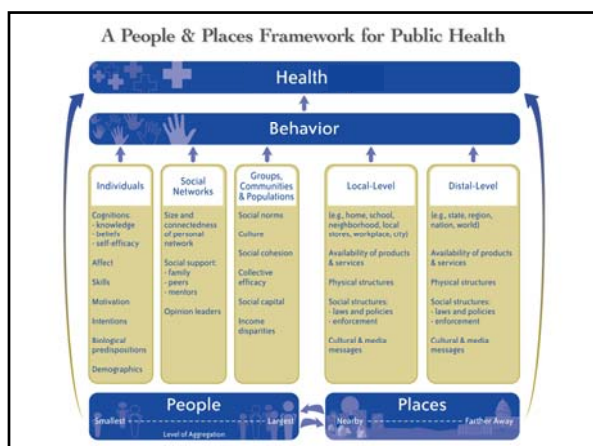 A People & Places Framework for Public Health
Health
Behavior
Individuals
Cognitions:
- knowledge
- beliefs
- self-efficacy
Affect
Skills
Motivation
Intentions
Biological
predispositions
Demographics
Social
Networks
Size and
connectedness
of personal
network
Social support:
- family
- peers
- mentors
Opinion leaders
Groups,
Communities
& Populations
Social norms
Culture
Social cohesion
Collective
efficacy
Social capital
Income
disparities
Local-Level
(e.g., home, school,
neighborhood, local
stores, workplace, city)
Availability of products
& services
Physical structures
Social structures:
- laws and policies
- enforcement
Cultural & media
messages
Distal-Level
(e.g., state, region,
nation, world)
Availability of products
& services
Physical structures
Social structures:
- laws and policies
- enforcement
Cultural & media
messages
People
Smallest Largest
Level of Aggregation
Places
Nearby Farther Away